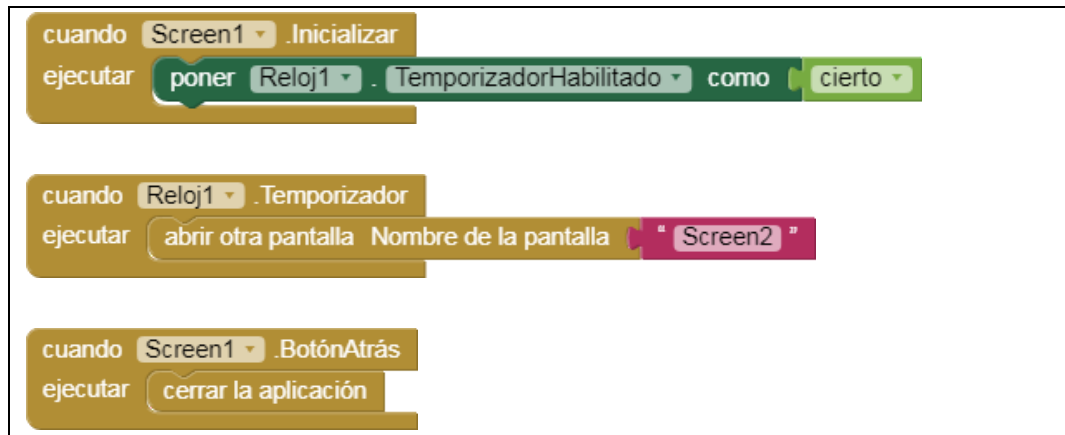 cuando Screen1 .Inicializar
ejecutar poner Reloj1 . TemporizadorHabilitado como cierto
cuando Reloj1 .Temporizador
ejecutar abrir otra pantalla Nombre de la pantalla “ Screen2 ”
cuando Screen1 .BotónAtrás
ejecutar cerrar la aplicación